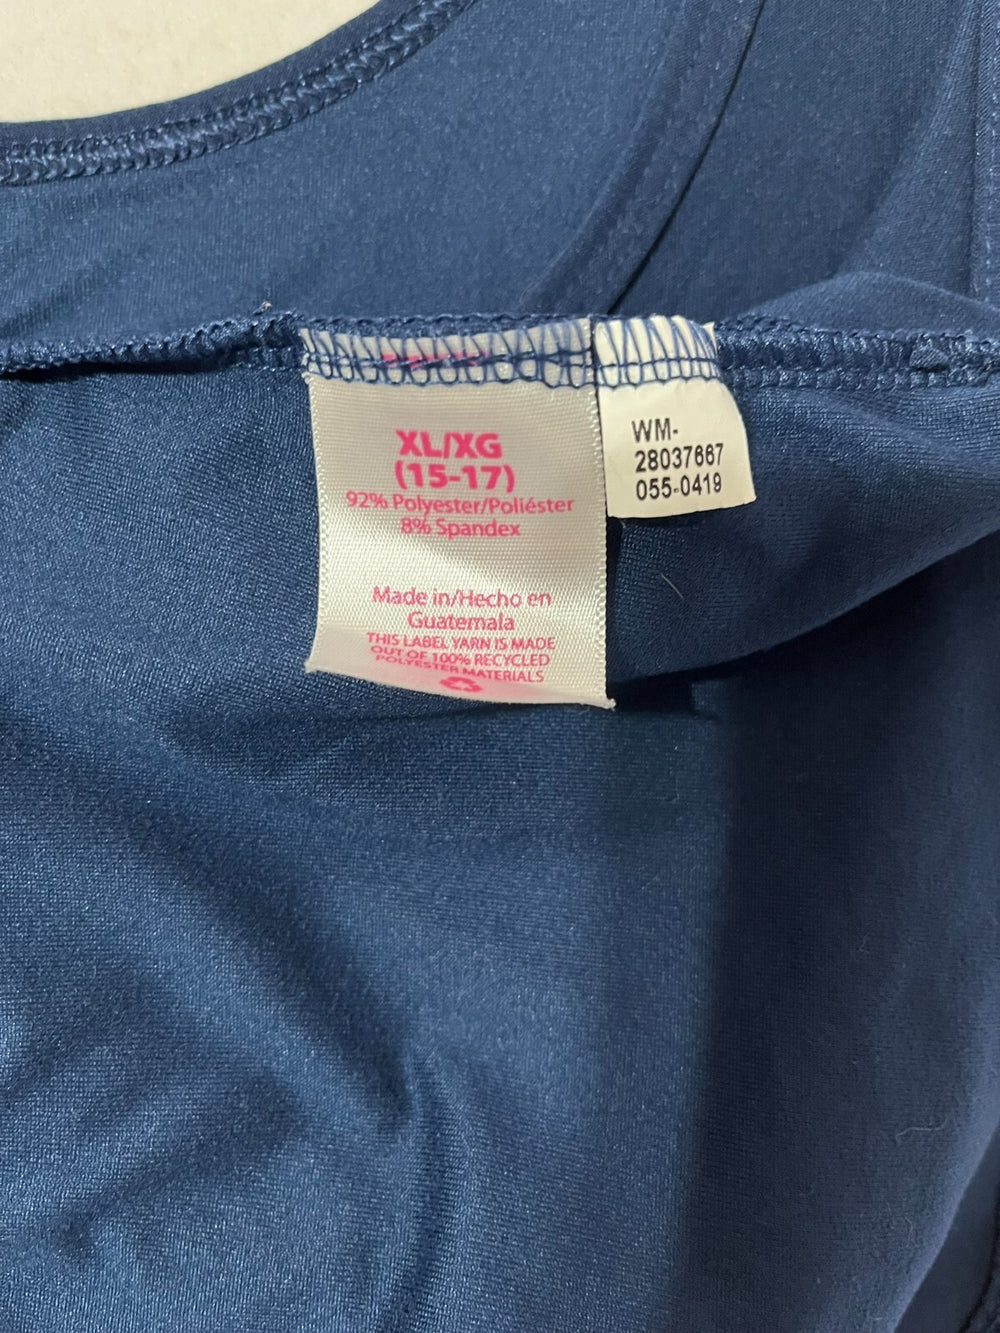 XL/XG
(15-17)
92% Polyester/Poliéster
8% Spandex
Made in/Hecho en
Guatemala
THIS LABEL YARN IS MADE
OUT OF 100% RECYCLED
POLYESTER MATERIALS
WM-
28037667
055-0419